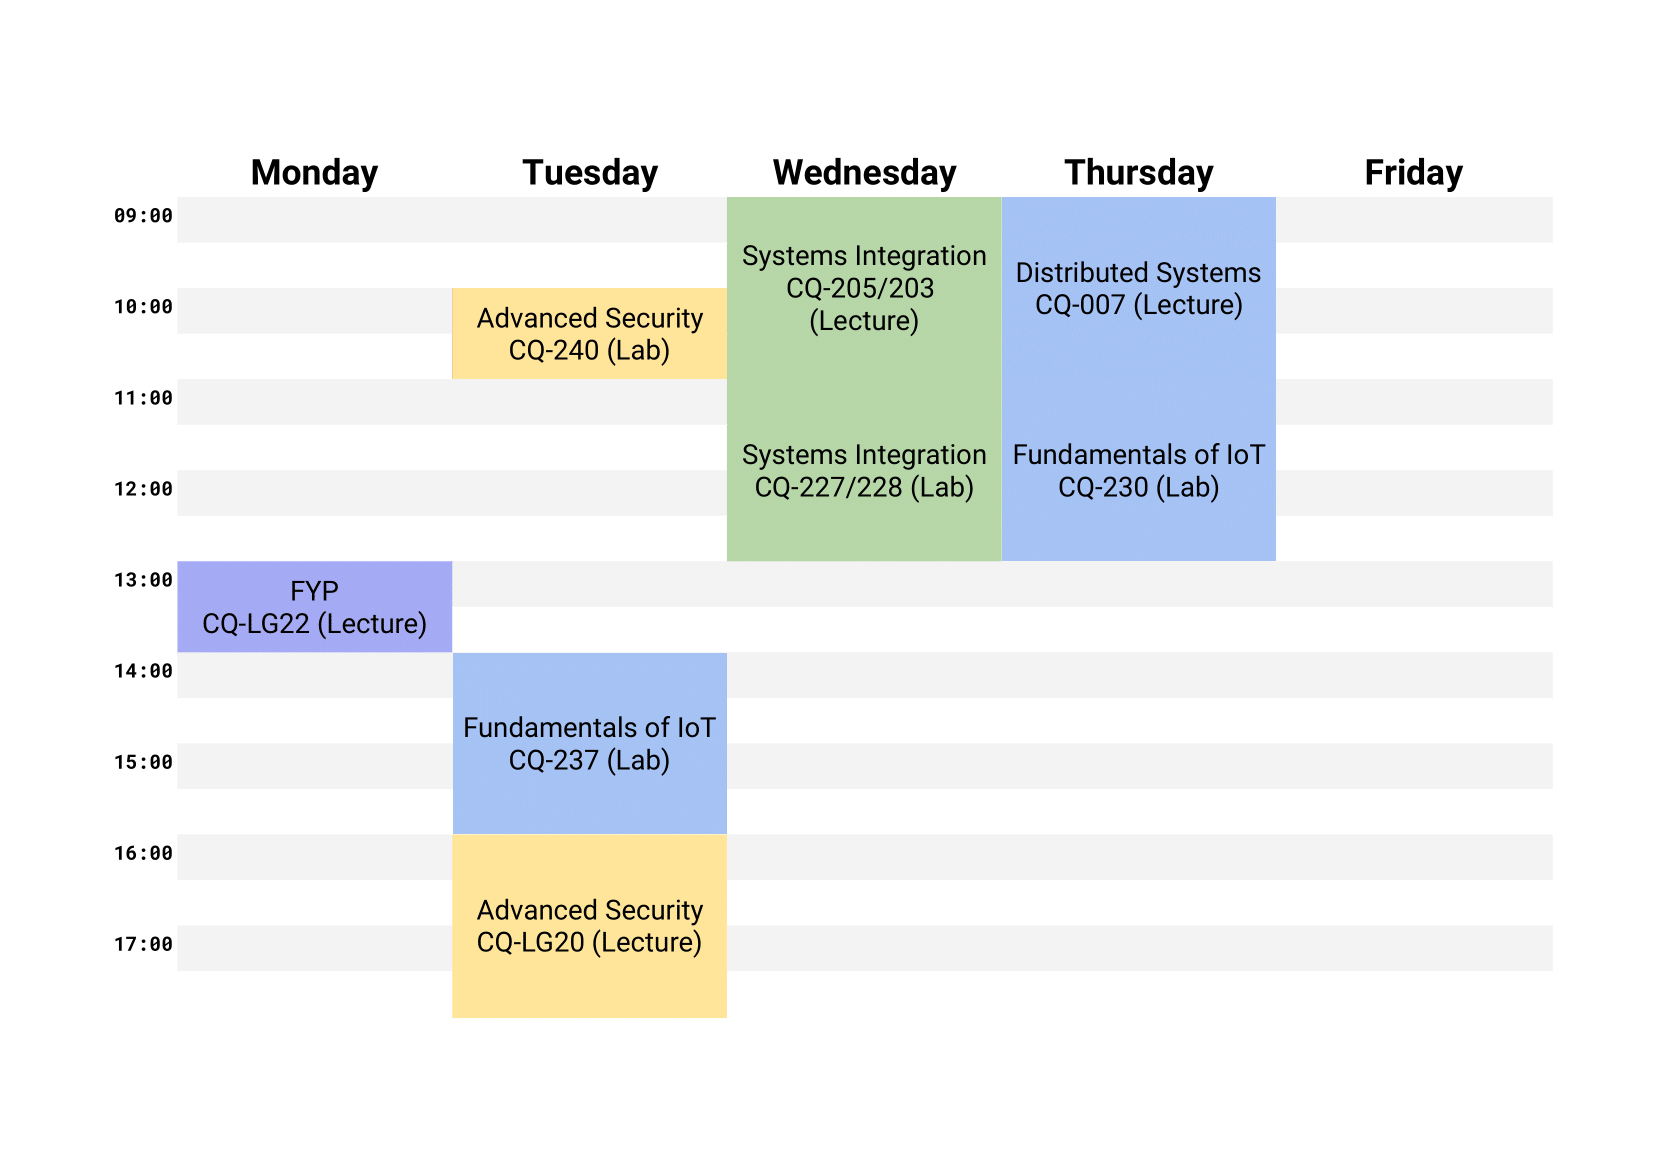 Monday
Tuesday
Wednesday
Thursday
Friday
09:00
Systems Integration
CQ-205/203
(Lecture)
Distributed Systems
CQ-007 (Lecture)
10:00
Advanced Security
CQ-240 (Lab)
11:00
Systems Integration
CQ-227/228 (Lab)
Fundamentals of IoT
CQ-230 (Lab)
12:00
13:00
FYP
CQ-LG22 (Lecture)
14:00
Fundamentals of IoT
CQ-237 (Lab)
15:00
16:00
Advanced Security
CQ-LG20 (Lecture)
17:00